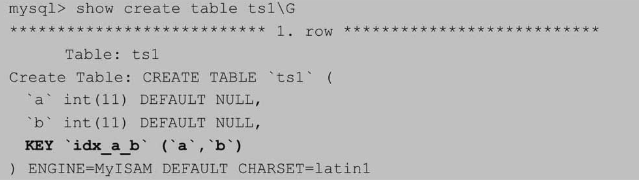 mysql> show create table ts1\G
*************************** 1. row ***************************
Table: ts1
Create Table: CREATE TABLE `ts1` (
`a` int(11) DEFAULT NULL,
`b` int(11) DEFAULT NULL,
KEY `idx_a_b` (`a`,`b`)
) ENGINE=MyISAM DEFAULT CHARSET=latin1